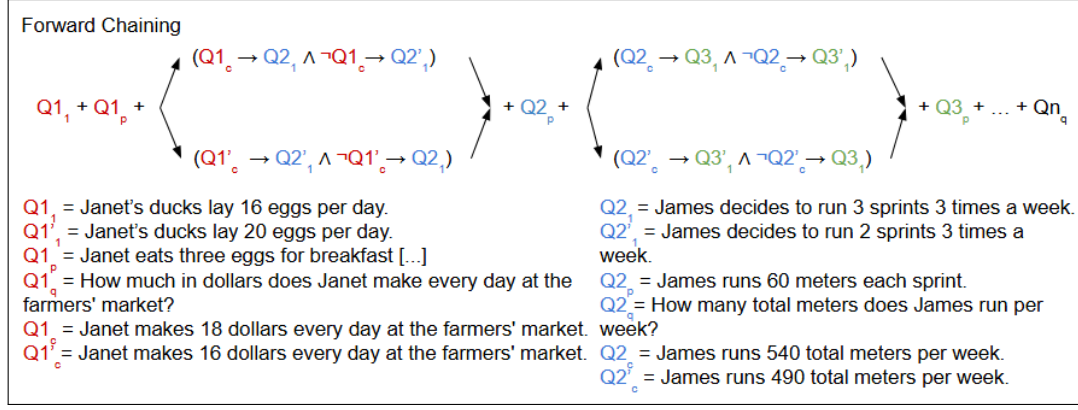 Forward Chaining
(Q1c → Q21 ∧ ¬Q1c → Q2'1)
(Q2c → Q31 ∧ ¬Q2c → Q3'1)
Q11 + Q1p +
+ Q2p +
+ Q3p + ... + Qnq
(Q1'c → Q2'1 ∧ ¬Q1'c → Q21)
(Q2'c → Q3'1 ∧ ¬Q2'c → Q31)
Q11 = Janet's ducks lay 16 eggs per day.
Q1'1 = Janet's ducks lay 20 eggs per day.
Q1p = Janet eats three eggs for breakfast [...]
Q1q = How much in dollars does Janet make every day at the
farmers' market?
Q1c = Janet makes 18 dollars every day at the farmers' market.
Q1'c = Janet makes 16 dollars every day at the farmers' market.
Q21 = James decides to run 3 sprints 3 times a week.
Q2'1 = James decides to run 2 sprints 3 times a
week.
Q2p = James runs 60 meters each sprint.
Q2q = How many total meters does James run per
week?
Q2c = James runs 540 total meters per week.
Q2'c = James runs 490 total meters per week.